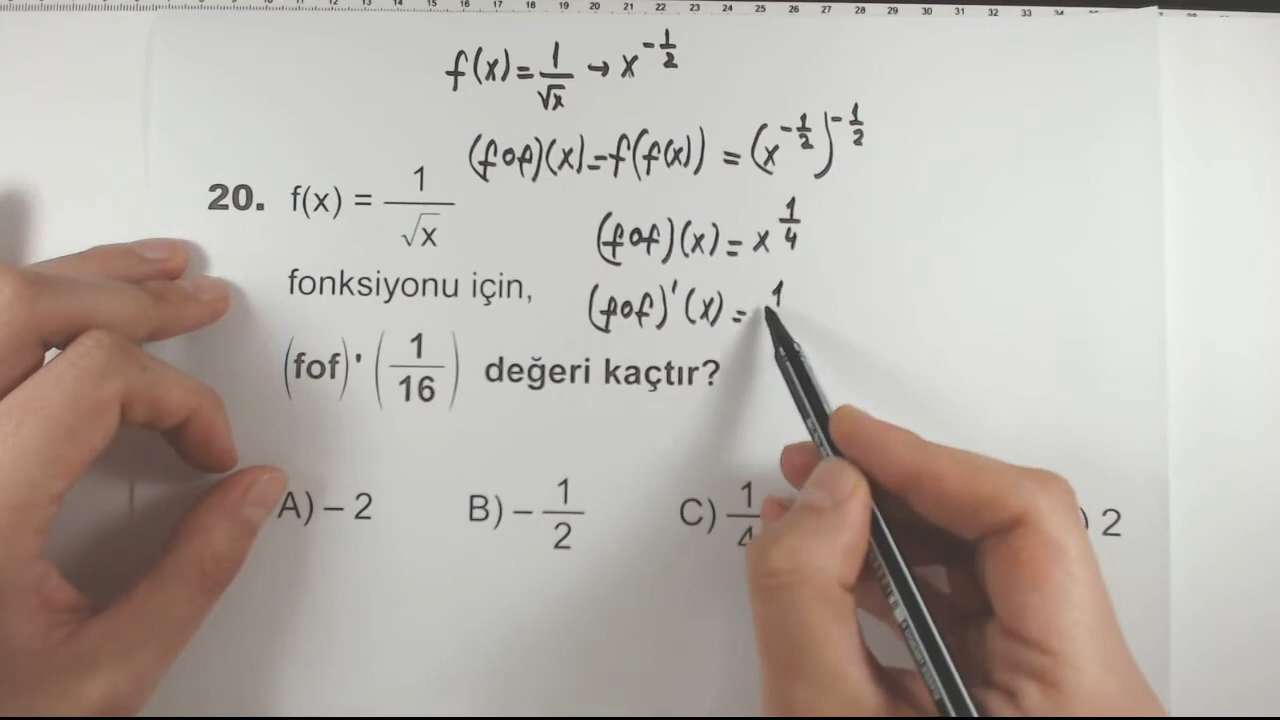 f(x) = 1/√x → x^(-1/2)
(fof)(x) = f(f(x)) = (x^(-1/2))^(-1/2)
20. f(x) = 1/√x
(fof)(x) = x^(1/4)
fonksiyonu için,
(fof)'(x) = 1
(fof)' (1/16) değeri kaçtır?
A) – 2 B) – 1/2 C) 1/4 ) 2